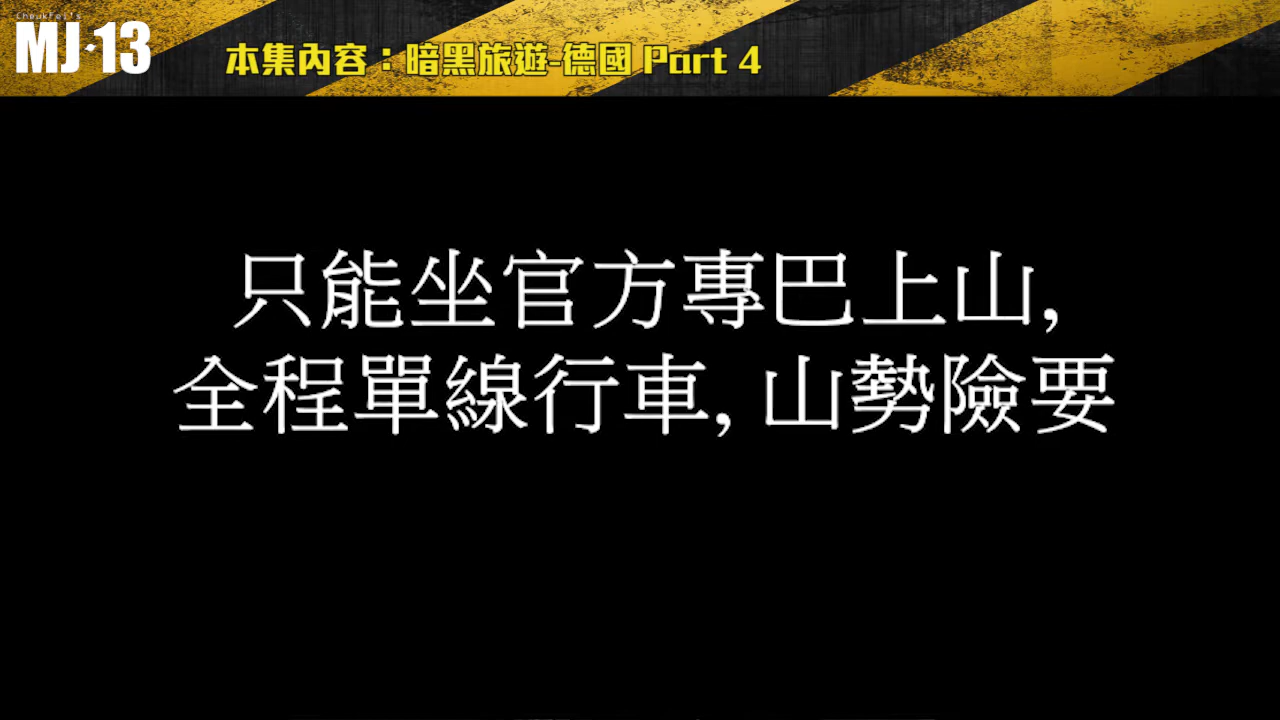 CheukFei's
MJ·13
本集內容：暗黑旅遊-德國 Part 4
只能坐官方專巴上山,
全程單線行車, 山勢險要